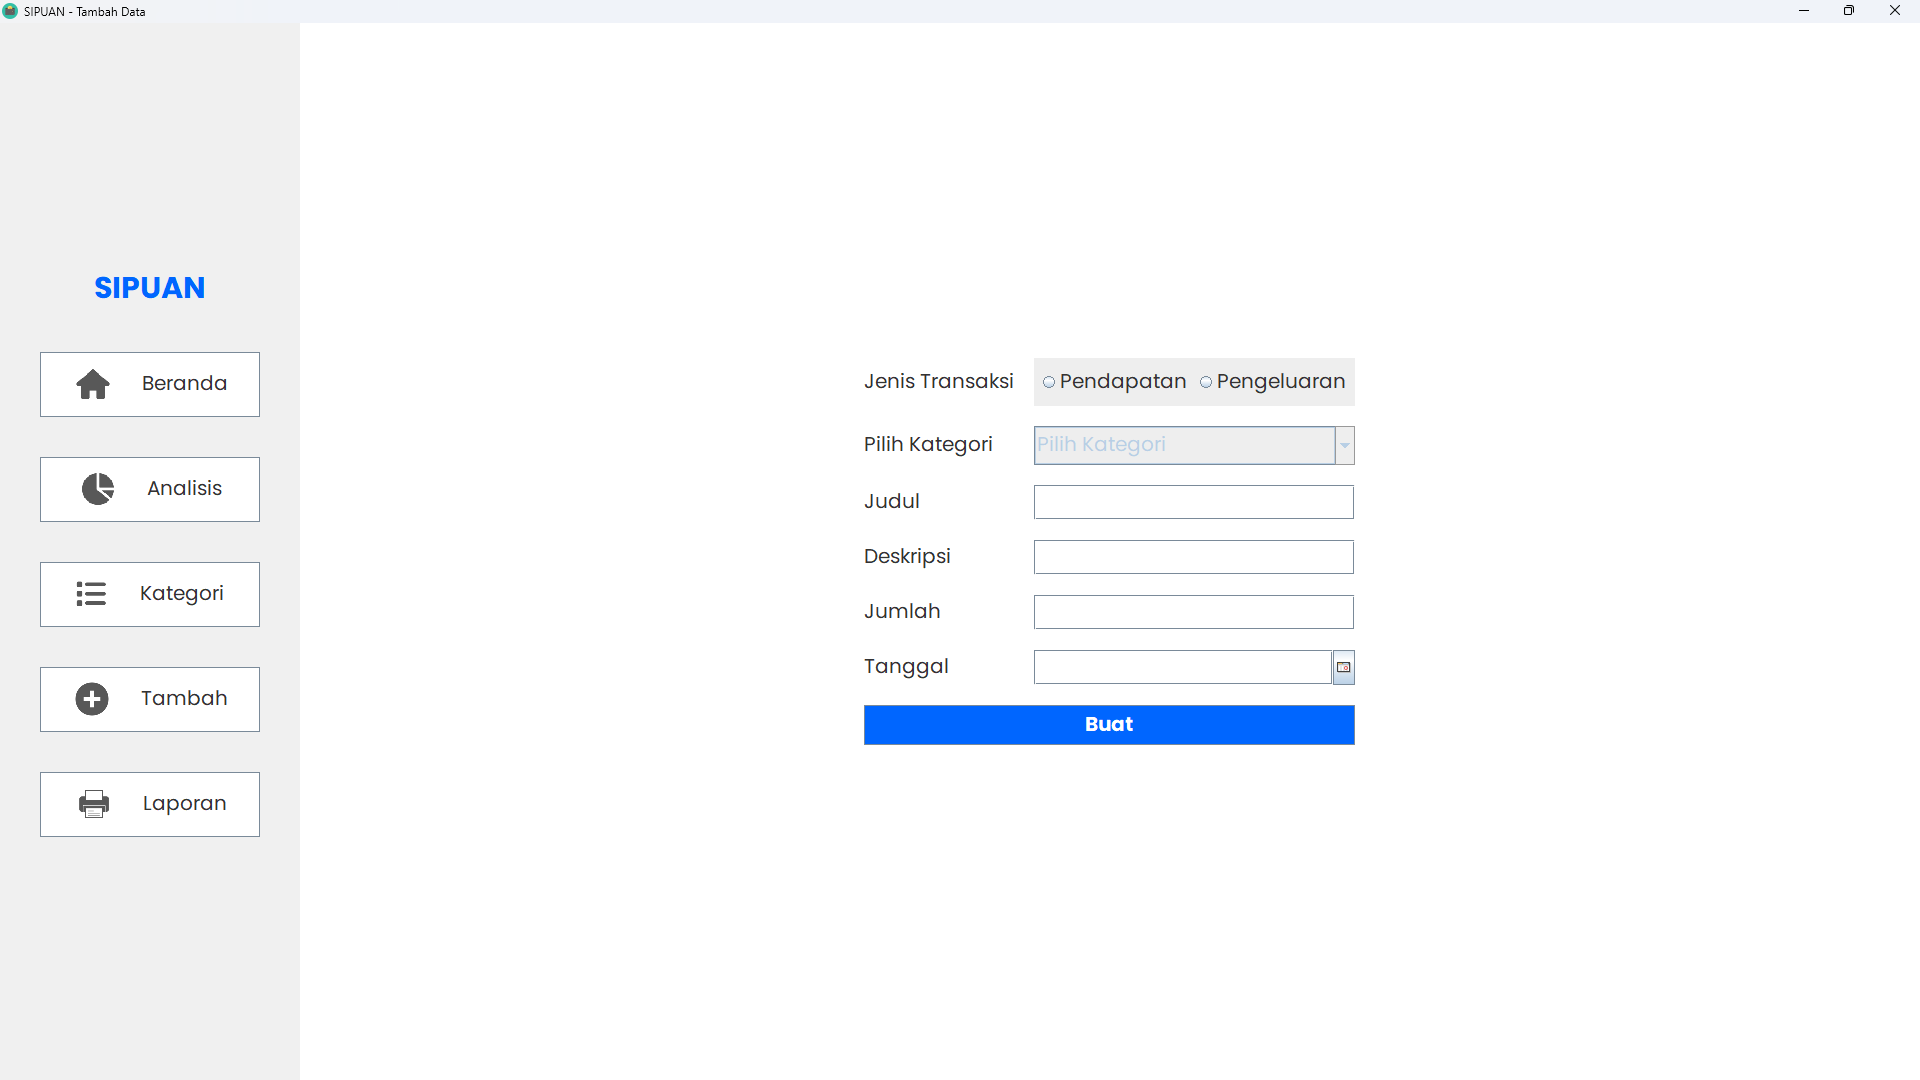 SIPUAN - Tambah Data
SIPUAN
Beranda
Analisis
Kategori
Tambah
Laporan
Jenis Transaksi Pendapatan Pengeluaran
Pilih Kategori Pilih Kategori
Judul
Deskripsi
Jumlah
Tanggal
Buat